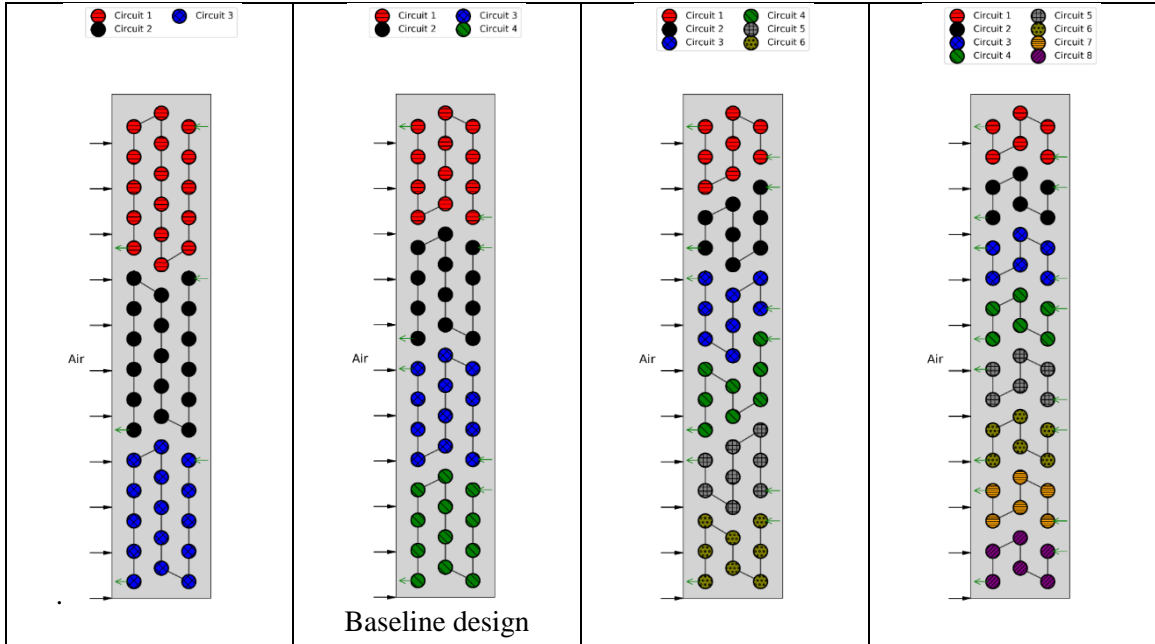 Circuit 1 Circuit 3
Circuit 2
Circuit 1 Circuit 3
Circuit 2 Circuit 4
Circuit 1 Circuit 4
Circuit 2 Circuit 5
Circuit 3 Circuit 6
Circuit 1 Circuit 5
Circuit 2 Circuit 6
Circuit 3 Circuit 7
Circuit 4 Circuit 8
Air
Air
Air
Air
.
Baseline design